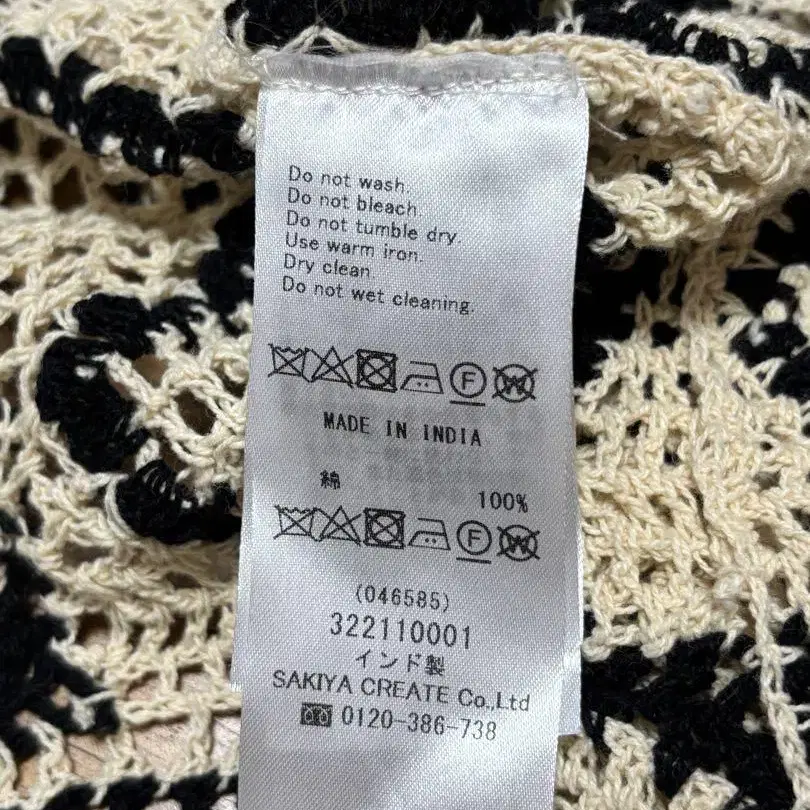 Do not wash.
Do not bleach.
Do not tumble dry.
Use warm iron.
Dry clean
Do not wet cleaning.
F W
MADE IN INDIA
綿 100%
F W
(046585)
322110001
インド製
SAKIYA CREATE Co.,Ltd
0120-386-738